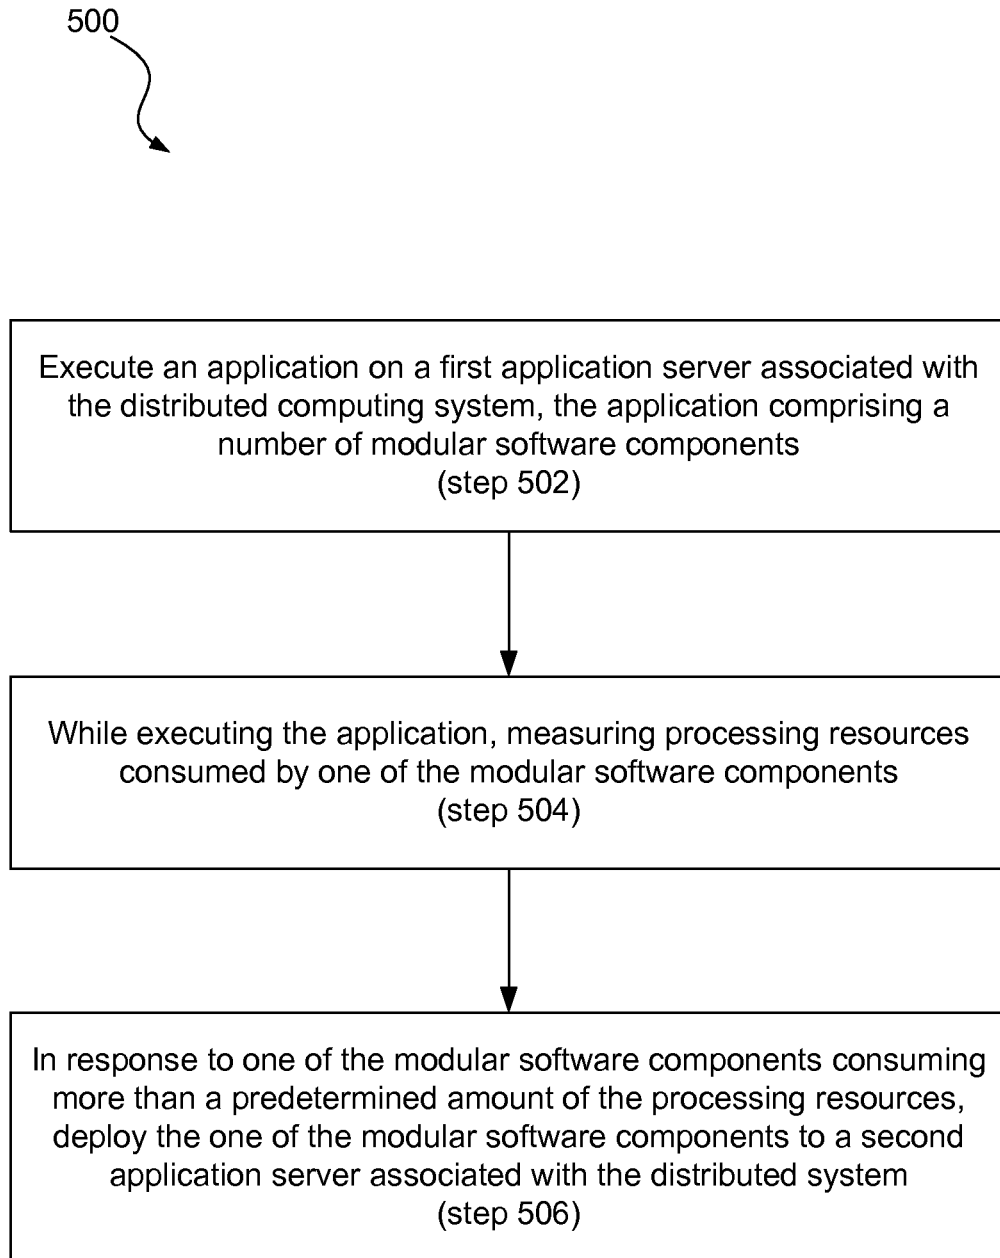 500
Execute an application on a first application server associated with
the distributed computing system, the application comprising a
number of modular software components
(step 502)
While executing the application, measuring processing resources
consumed by one of the modular software components
(step 504)
In response to one of the modular software components consuming
more than a predetermined amount of the processing resources,
deploy the one of the modular software components to a second
application server associated with the distributed system
(step 506)